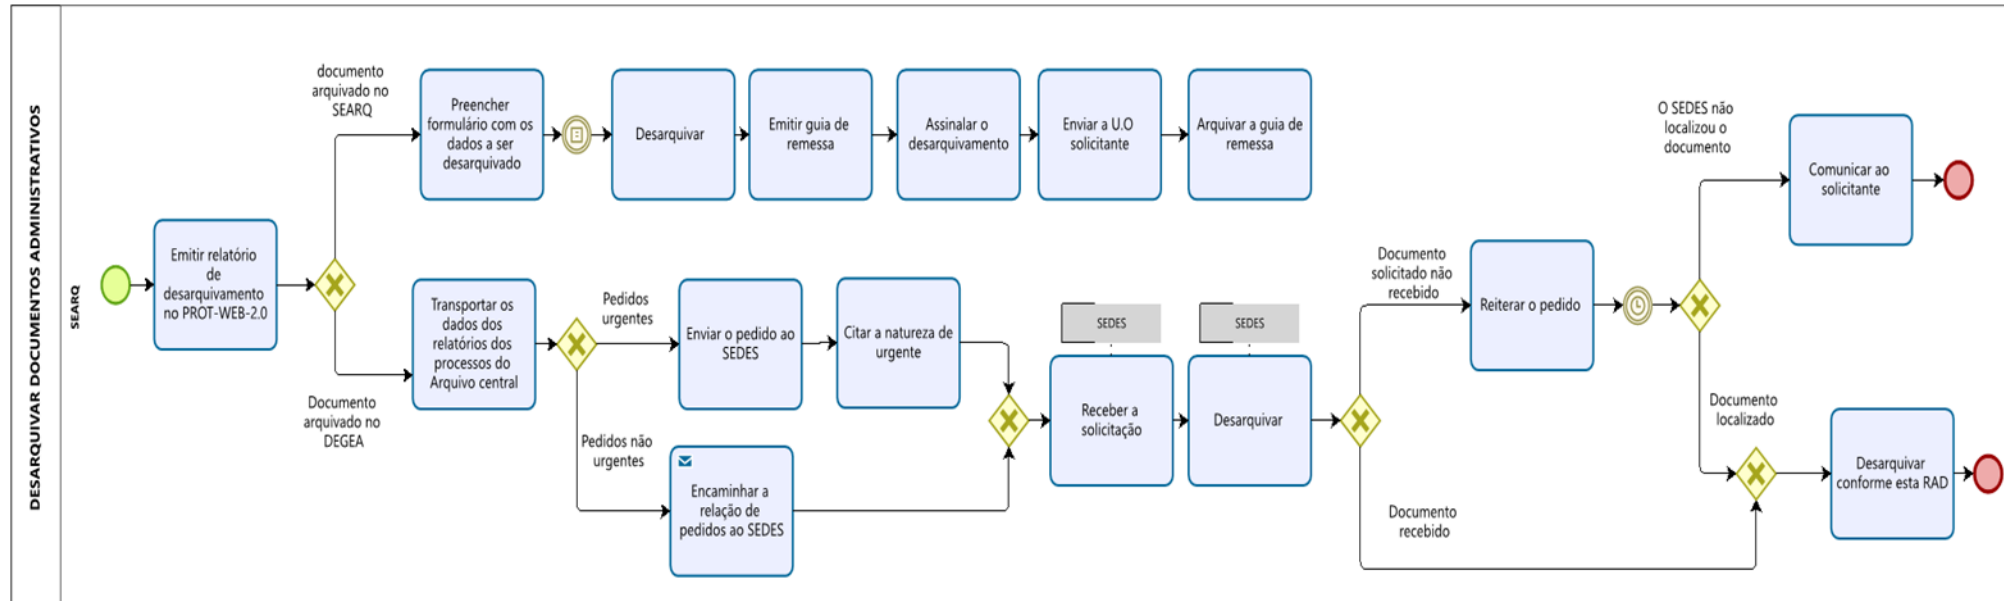 DESARQUIVAR DOCUMENTOS ADMINISTRATIVOS
SEARQ
Emitir relatório
de
desarquivamento
no PROT-WEB-2.0
documento
arquivado no
SEARQ
Preencher
formulário com os
dados a ser
desarquivado
Desarquivar
Emitir guia de
remessa
Assinalar o
desarquivamento
Enviar a U.O
solicitante
Arquivar a guia de
remessa
Documento
arquivado no
DEGEA
Transportar os
dados dos
relatórios dos
processos do
Arquivo central
Pedidos
urgentes
Enviar o pedido ao
SEDES
Citar a natureza de
urgente
Pedidos não
urgentes
Encaminhar a
relação de
pedidos ao SEDES
SEDES
Receber a
solicitação
SEDES
Desarquivar
Documento
solicitado não
recebido
Reiterar o pedido
O SEDES não
localizou o
documento
Comunicar ao
solicitante
Documento
localizado
Documento
recebido
Desarquivar
conforme esta RAD